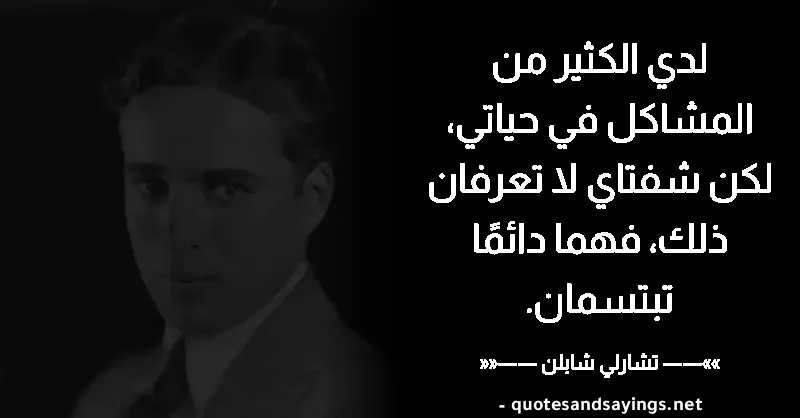 لدي الكثير من
المشاكل في حياتي،
لكن شفتاي لا تعرفان
ذلك، فهما دائمًا
تبتسمان.
»»—— تشارلي شابلن ——««
- quotesandsayings.net